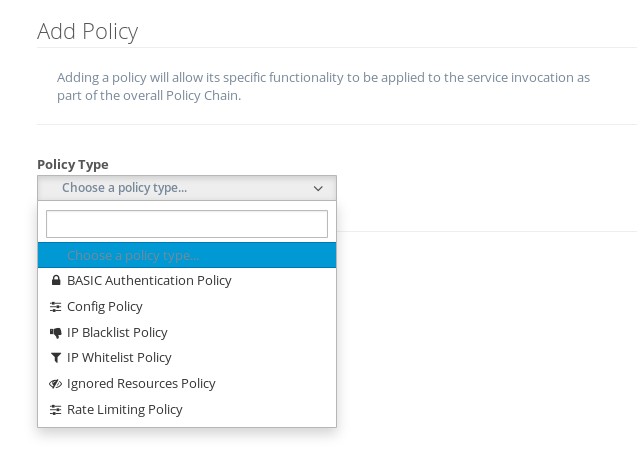 Add Policy
Adding a policy will allow its specific functionality to be applied to the service invocation as
part of the overall Policy Chain.
Policy Type
Choose a policy type...
Choose a policy type...
BASIC Authentication Policy
Config Policy
IP Blacklist Policy
IP Whitelist Policy
Ignored Resources Policy
Rate Limiting Policy